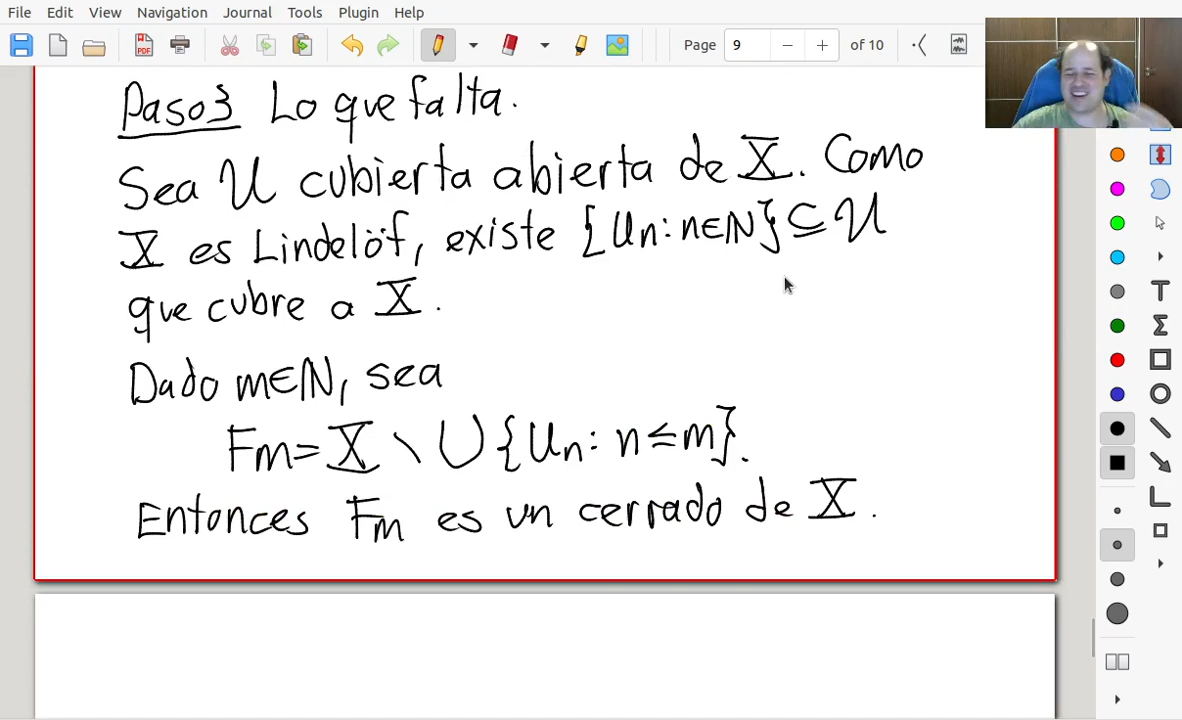 File Edit View Navigation Journal Tools Plugin Help
Page 9 of 10
Paso 3 Lo que falta.
Sea U cubierta abierta de X. Como
X es Lindelöf, existe {Un: n∈ℕ} ⊆ U
que cubre a X.
Dado m∈ℕ, sea
Fm = X \ ∪ {Un: n ≤ m}.
Entonces Fm es un cerrado de X.